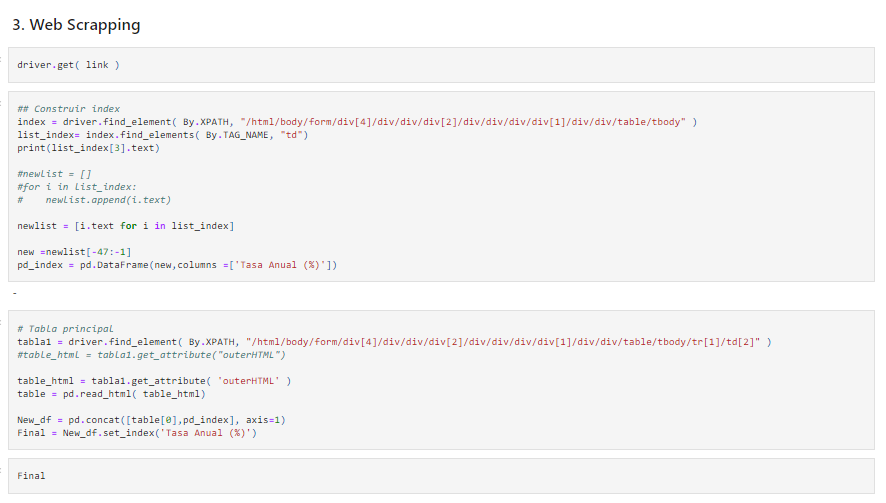 3. Web Scrapping
driver.get( link )
## Construir index
index = driver.find_element( By.XPATH, "/html/body/form/div[4]/div/div/div[2]/div/div/div/div[1]/div/div/table/tbody" )
list_index= index.find_elements( By.TAG_NAME, "td")
print(list_index[3].text)
#newlist = []
#for i in list_index:
#    newlist.append(i.text)
newlist = [i.text for i in list_index]
new =newlist[-47:-1]
pd_index = pd.DataFrame(new,columns =['Tasa Anual (%)'])
-
# Tabla principal
tabla1 = driver.find_element( By.XPATH, "/html/body/form/div[4]/div/div/div[2]/div/div/div/div[1]/div/div/table/tbody/tr[1]/td[2]" )
#table_html = tabla1.get_attribute("outerHTML")
table_html = tabla1.get_attribute( 'outerHTML' )
table = pd.read_html( table_html)
New_df = pd.concat([table[0],pd_index], axis=1)
Final = New_df.set_index('Tasa Anual (%)')
Final